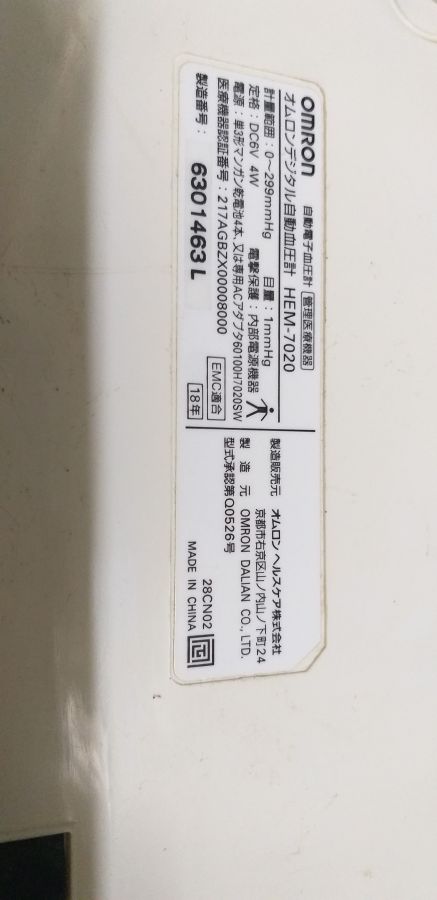 OMRON 自動電子血圧計 管理医療機器
オムロンデジタル自動血圧計 HEM-7020
計量範囲：0～299mmHg 目量：1mmHg
定格：DC6V 4W 電撃保護：内部電源機器
電源：単3形マンガン乾電池4本、又は専用ACアダプタ60100H7020SW
医療機器認証番号：217AGBZX00008000
EMC適合
製造番号：6301463L
18年
製造販売元 オムロン ヘルスケア株式会社
京都市右京区山ノ内山ノ下町24
製造元 OMRON DALIAN CO., LTD.
型式承認第Q0526号
28CN02
MADE IN CHINA